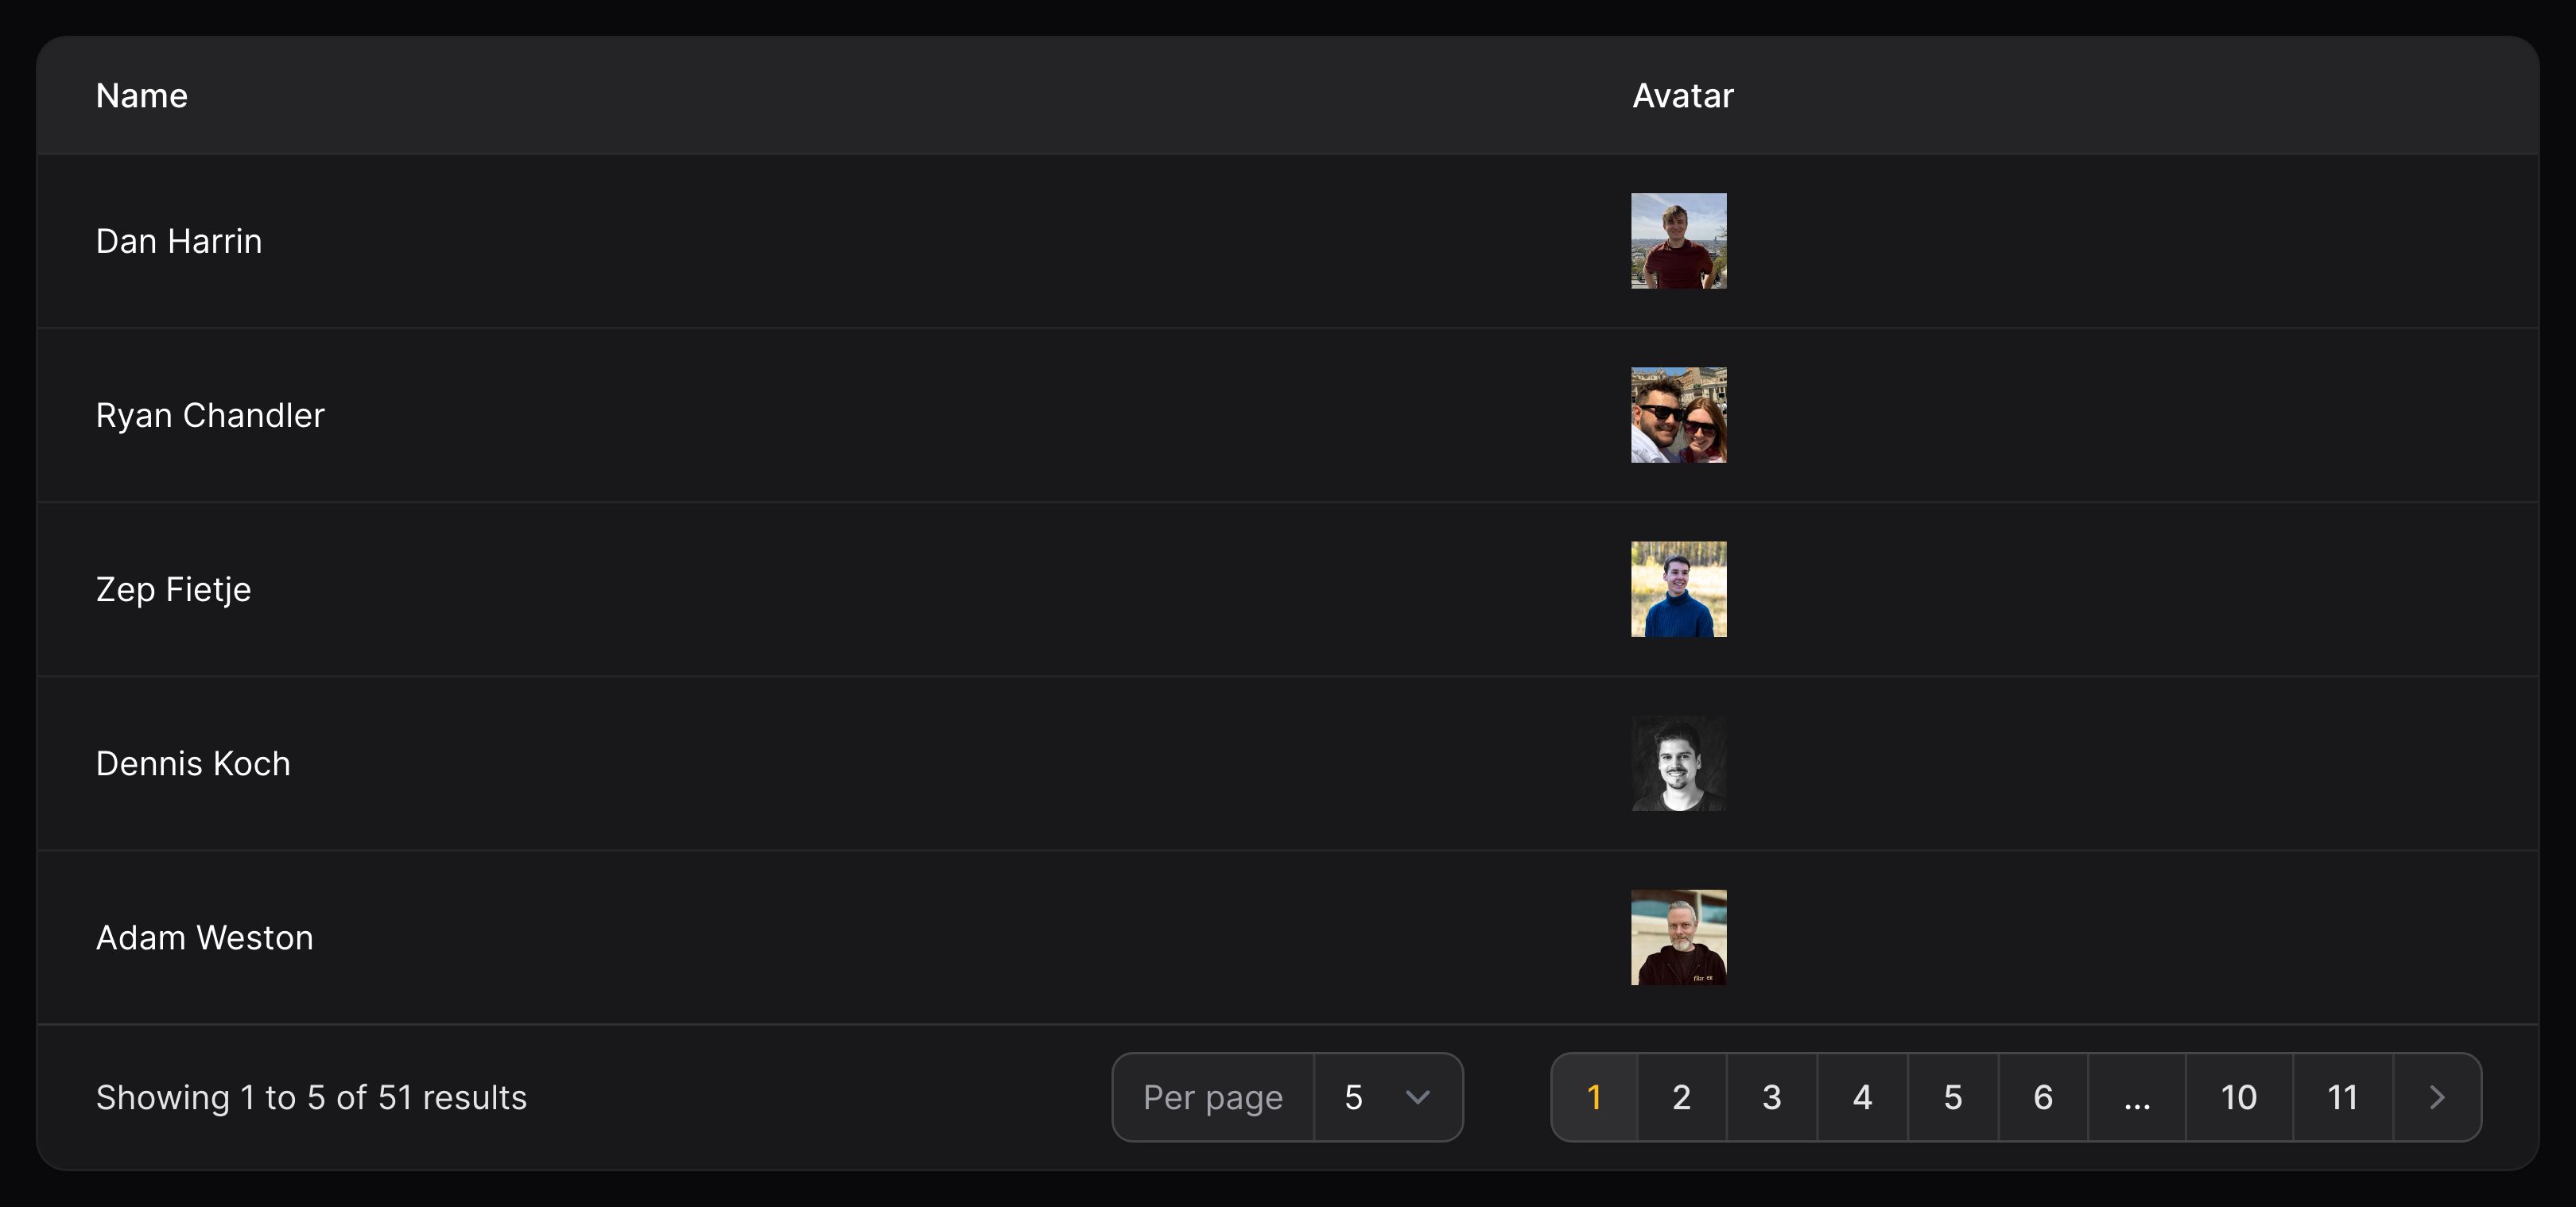 Name Avatar
Dan Harrin
Ryan Chandler
Zep Fietje
Dennis Koch
Adam Weston
Showing 1 to 5 of 51 results Per page 5 1 2 3 4 5 6 ... 10 11